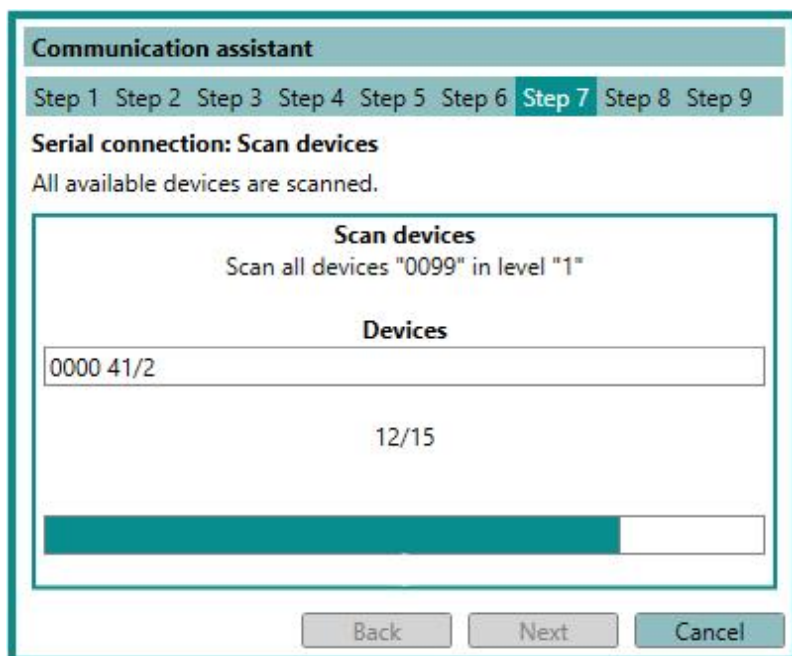 Communication assistant
Step 1 Step 2 Step 3 Step 4 Step 5 Step 6 Step 7 Step 8 Step 9
Serial connection: Scan devices
All available devices are scanned.
Scan devices
Scan all devices "0099" in level "1"
Devices
0000 41/2
12/15
Back Next Cancel